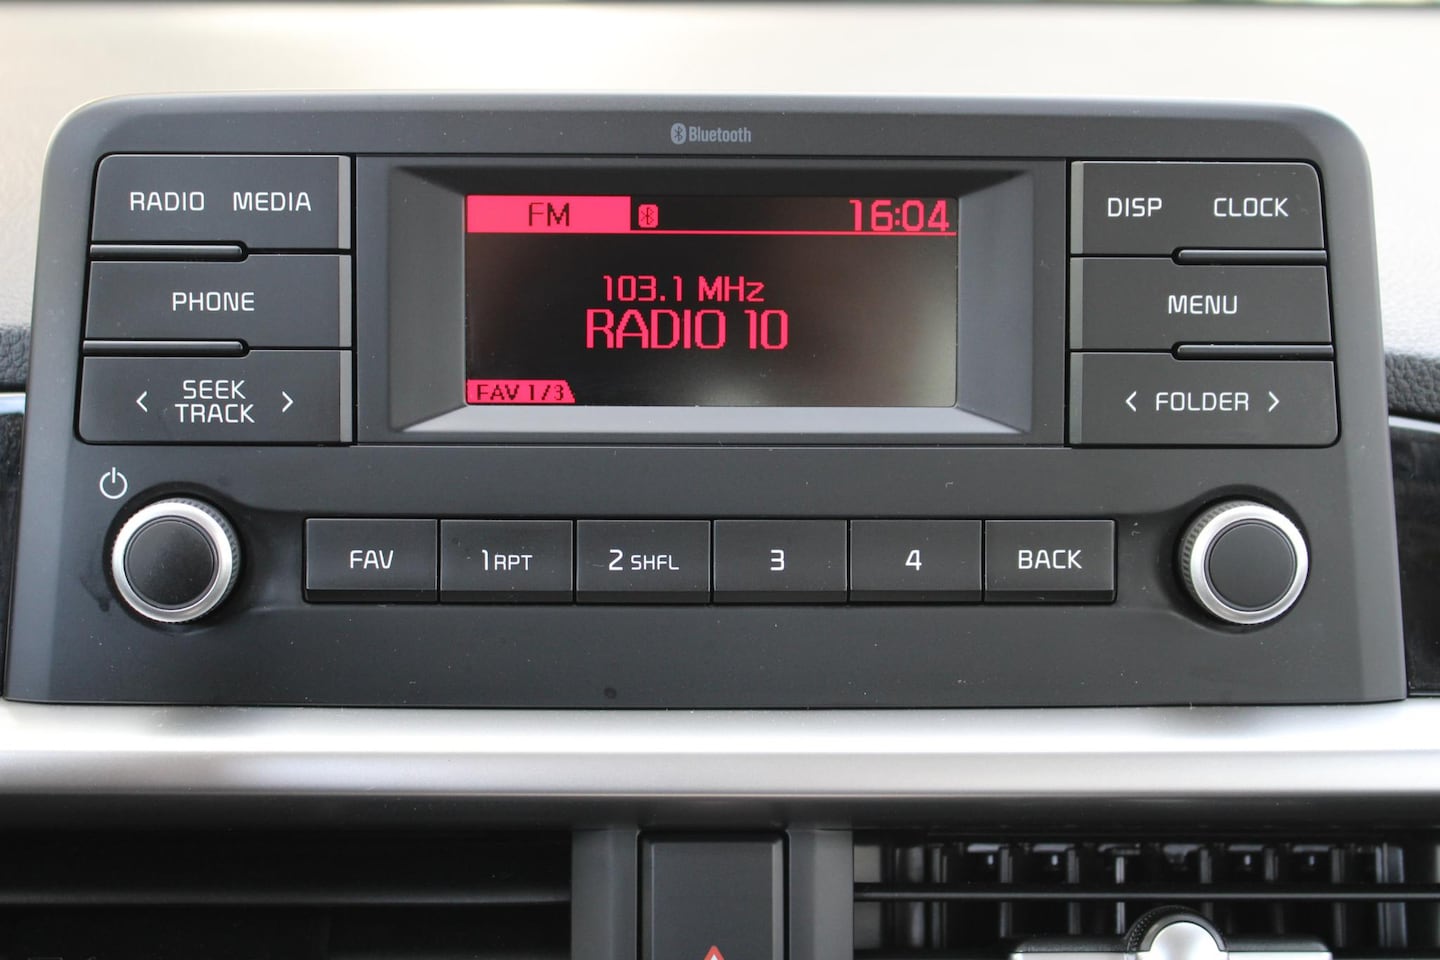 Bluetooth
RADIO MEDIA
PHONE
< SEEK TRACK >
FM 16:04
103.1 MHz
RADIO 10
FAV 1/3
DISP CLOCK
MENU
< FOLDER >
FAV 1 RPT 2 SHFL 3 4 BACK